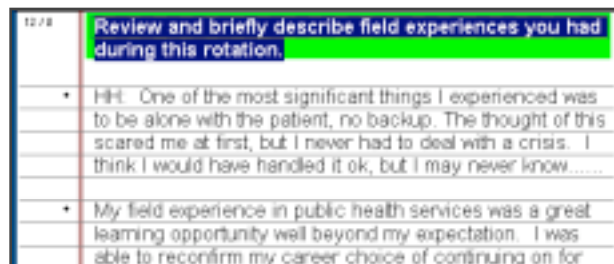 12 / 8
Review and briefly describe field experiences you had
during this rotation.
• HH: One of the most significant things I experienced was
to be alone with the patient, no backup. The thought of this
scared me at first, but I never had to deal with a crisis. I
think I would have handled it ok, but I may never know......
• My field experience in public health services was a great
learning opportunity well beyond my expectation. I was
able to reconfirm my career choice of continuing on for